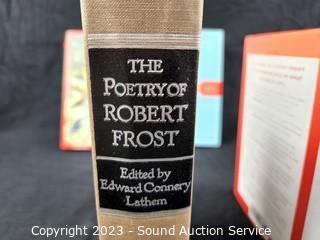 THE
POETRY OF
ROBERT
FROST
Edited by
Edward Connery
Lathem
Copyright 2023 - Sound Auction Service